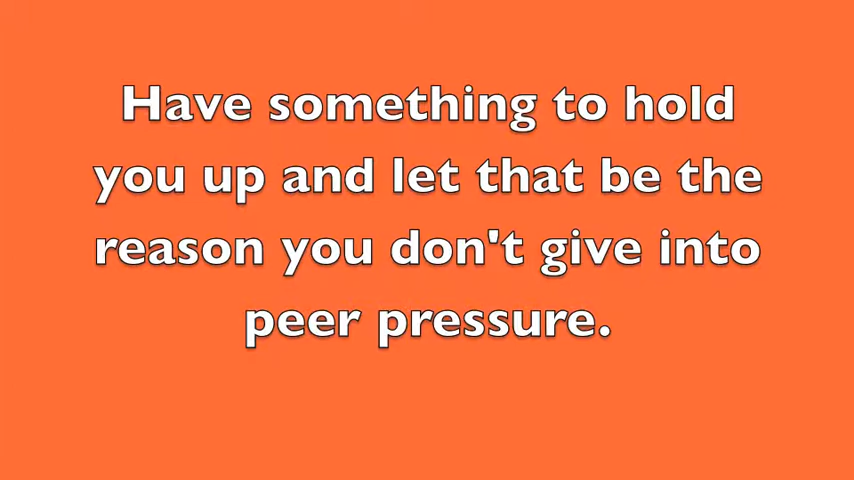 Have something to hold
you up and let that be the
reason you don't give into
peer pressure.